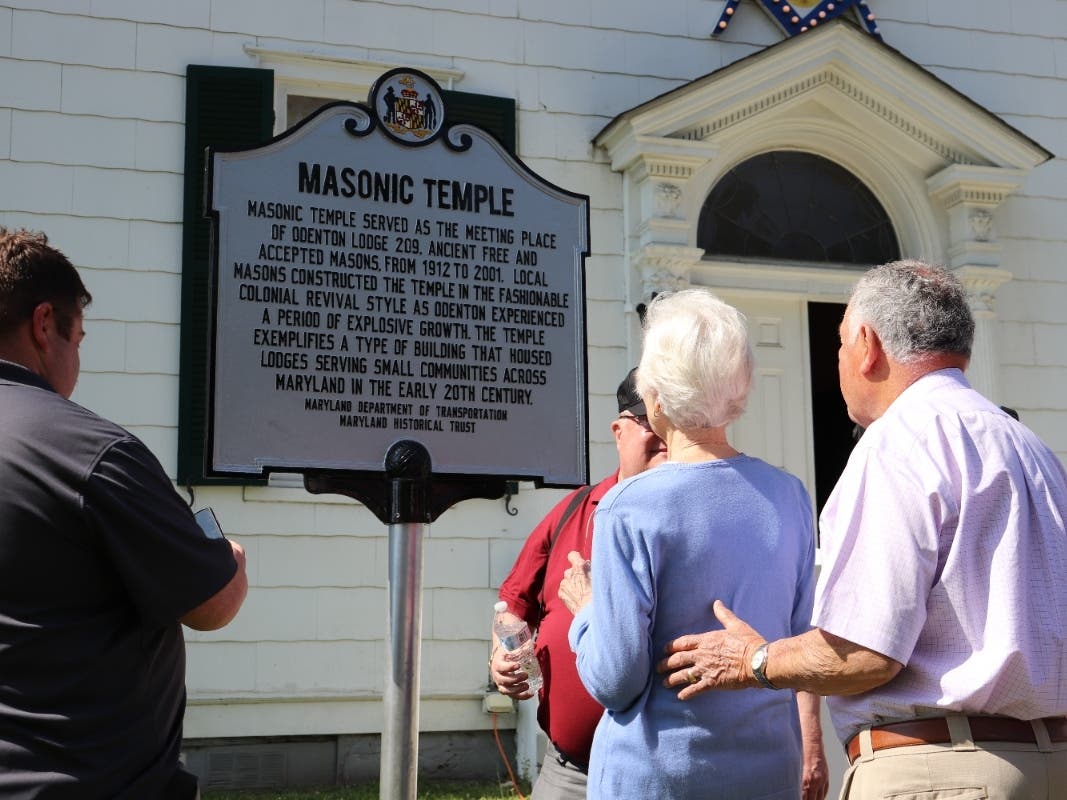 MASONIC TEMPLE
MASONIC TEMPLE SERVED AS THE MEETING PLACE
OF ODENTON LODGE 209, ANCIENT FREE AND
ACCEPTED MASONS, FROM 1912 TO 2001. LOCAL
MASONS CONSTRUCTED THE TEMPLE IN THE FASHIONABLE
COLONIAL REVIVAL STYLE AS ODENTON EXPERIENCED
A PERIOD OF EXPLOSIVE GROWTH. THE TEMPLE
EXEMPLIFIES A TYPE OF BUILDING THAT HOUSED
LODGES SERVING SMALL COMMUNITIES ACROSS
MARYLAND IN THE EARLY 20TH CENTURY.
MARYLAND DEPARTMENT OF TRANSPORTATION
MARYLAND HISTORICAL TRUST